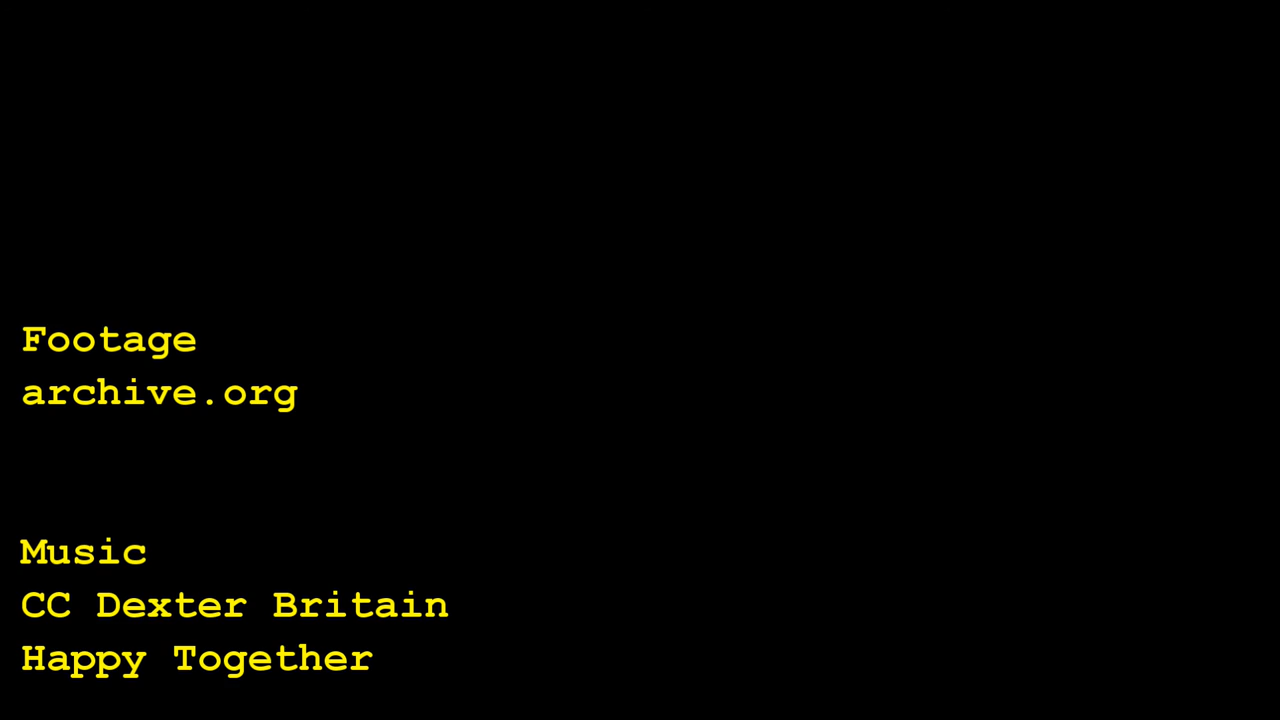 Footage
archive.org
Music
CC Dexter Britain
Happy Together